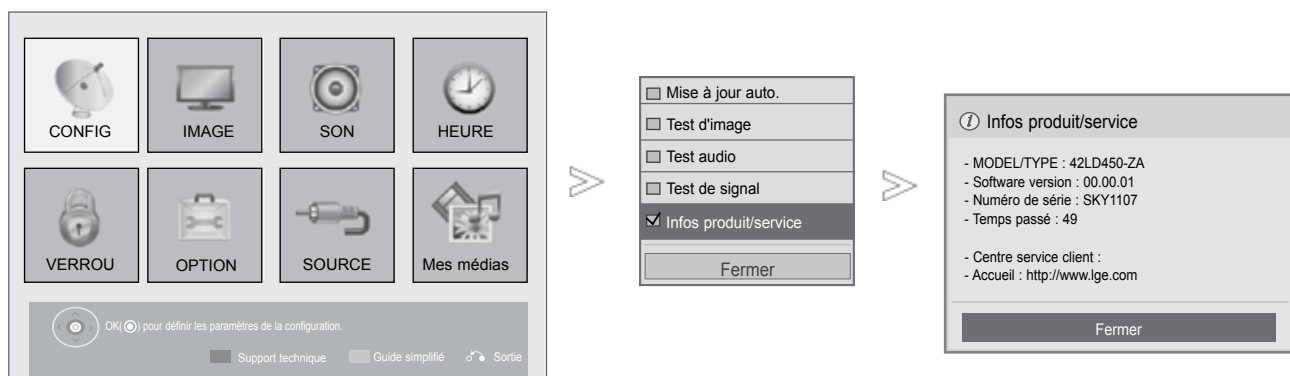 CONFIG
IMAGE
SON
HEURE
VERROU
OPTION
SOURCE
Mes médias
OK(◉) pour définir les paramètres de la configuration.
Support technique
Guide simplifié
Sortie
Mise à jour auto.
Test d'image
Test audio
Test de signal
Infos produit/service
Fermer
i Infos produit/service
- MODEL/TYPE : 42LD450-ZA
- Software version : 00.00.01
- Numéro de série : SKY1107
- Temps passé : 49
- Centre service client :
- Accueil : http://www.lge.com
Fermer